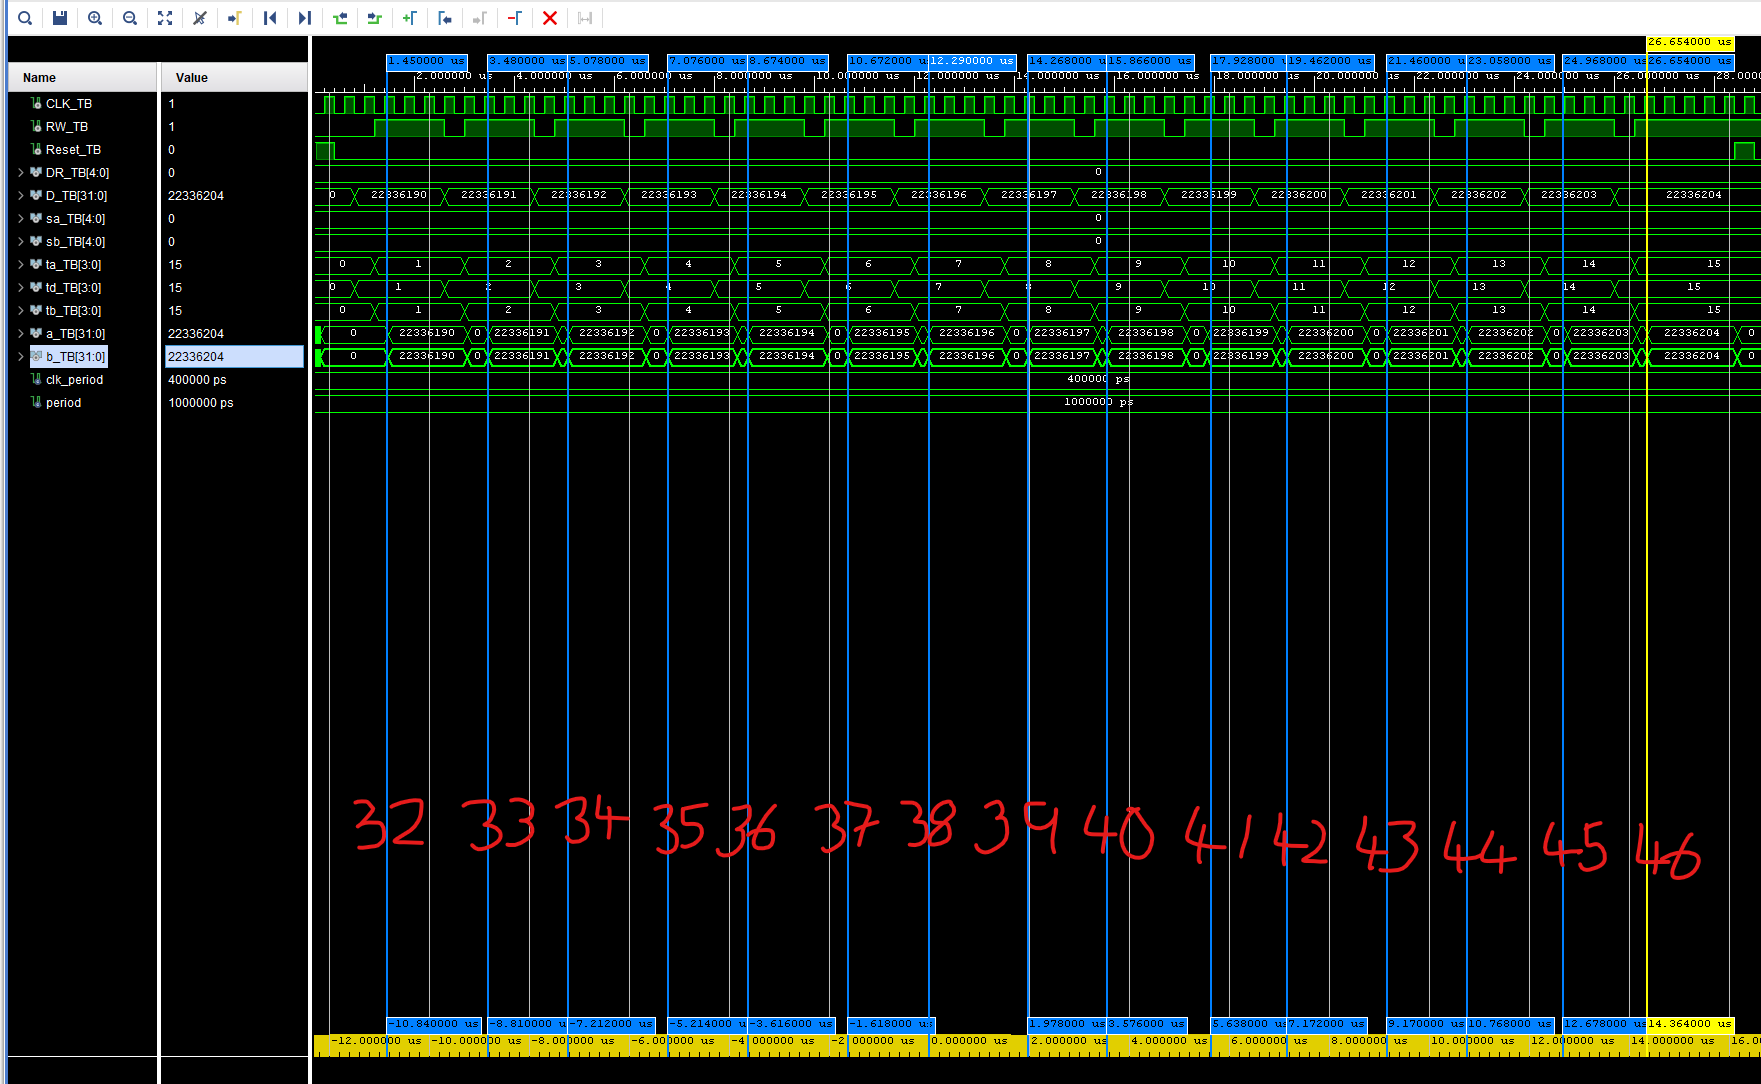 26.654000 us
1.450000 us 3.480000 u 5.078000 us 7.076000 u 8.674000 us 10.672000 u 12.290000 us 14.268000 u 15.866000 us 17.928000 u 19.462000 us 21.460000 u 23.058000 us 24.968000 u 26.654000 us
Name Value
2.000000 us 4.000000 us 6.000000 us 8.000000 us 10.000000 us 12.000000 us 14.000000 us 16.000000 us 18.000000 us 20.000000 us 22.000000 us 24.000000 us 26.000000 us 28.0000
CLK_TB 1
RW_TB 1
Reset_TB 0
DR_TB[4:0] 0 0
D_TB[31:0] 22336204 0 22336190 22336191 22336192 22336193 22336194 22336195 22336196 22336197 22336198 22336199 22336200 22336201 22336202 22336203 22336204
sa_TB[4:0] 0 0
sb_TB[4:0] 0 0
ta_TB[3:0] 15 0 1 2 3 4 5 6 7 8 9 10 11 12 13 14 15
td_TB[3:0] 15 0 1 2 3 4 5 6 7 8 9 10 11 12 13 14 15
tb_TB[3:0] 15 0 1 2 3 4 5 6 7 8 9 10 11 12 13 14 15
a_TB[31:0] 22336204 0 22336190 0 22336191 22336192 0 22336193 22336194 0 22336195 22336196 0 22336197 22336198 0 22336199 22336200 0 22336201 22336202 0 22336203 22336204 0
b_TB[31:0] 22336204 0 22336190 0 22336191 22336192 0 22336193 22336194 0 22336195 22336196 0 22336197 22336198 0 22336199 22336200 0 22336201 22336202 0 22336203 22336204 0
clk_period 400000 ps 400000 ps
period 1000000 ps 1000000 ps
32 33 34 35 36 37 38 39 40 41 42 43 44 45 46
-10.840000 us -8.810000 u -7.212000 us -5.214000 u -3.616000 us -1.618000 us 1.978000 u 3.576000 us 5.638000 u 7.172000 us 9.170000 u 10.768000 us 12.678000 u 14.364000 us
-12.000000 us -10.000000 us -8.000000 us -6.000000 us -4.000000 us -2.000000 us 0.000000 us 2.000000 us 4.000000 us 6.000000 us 8.000000 us 10.000000 us 12.000000 us 14.000000 us 16.00